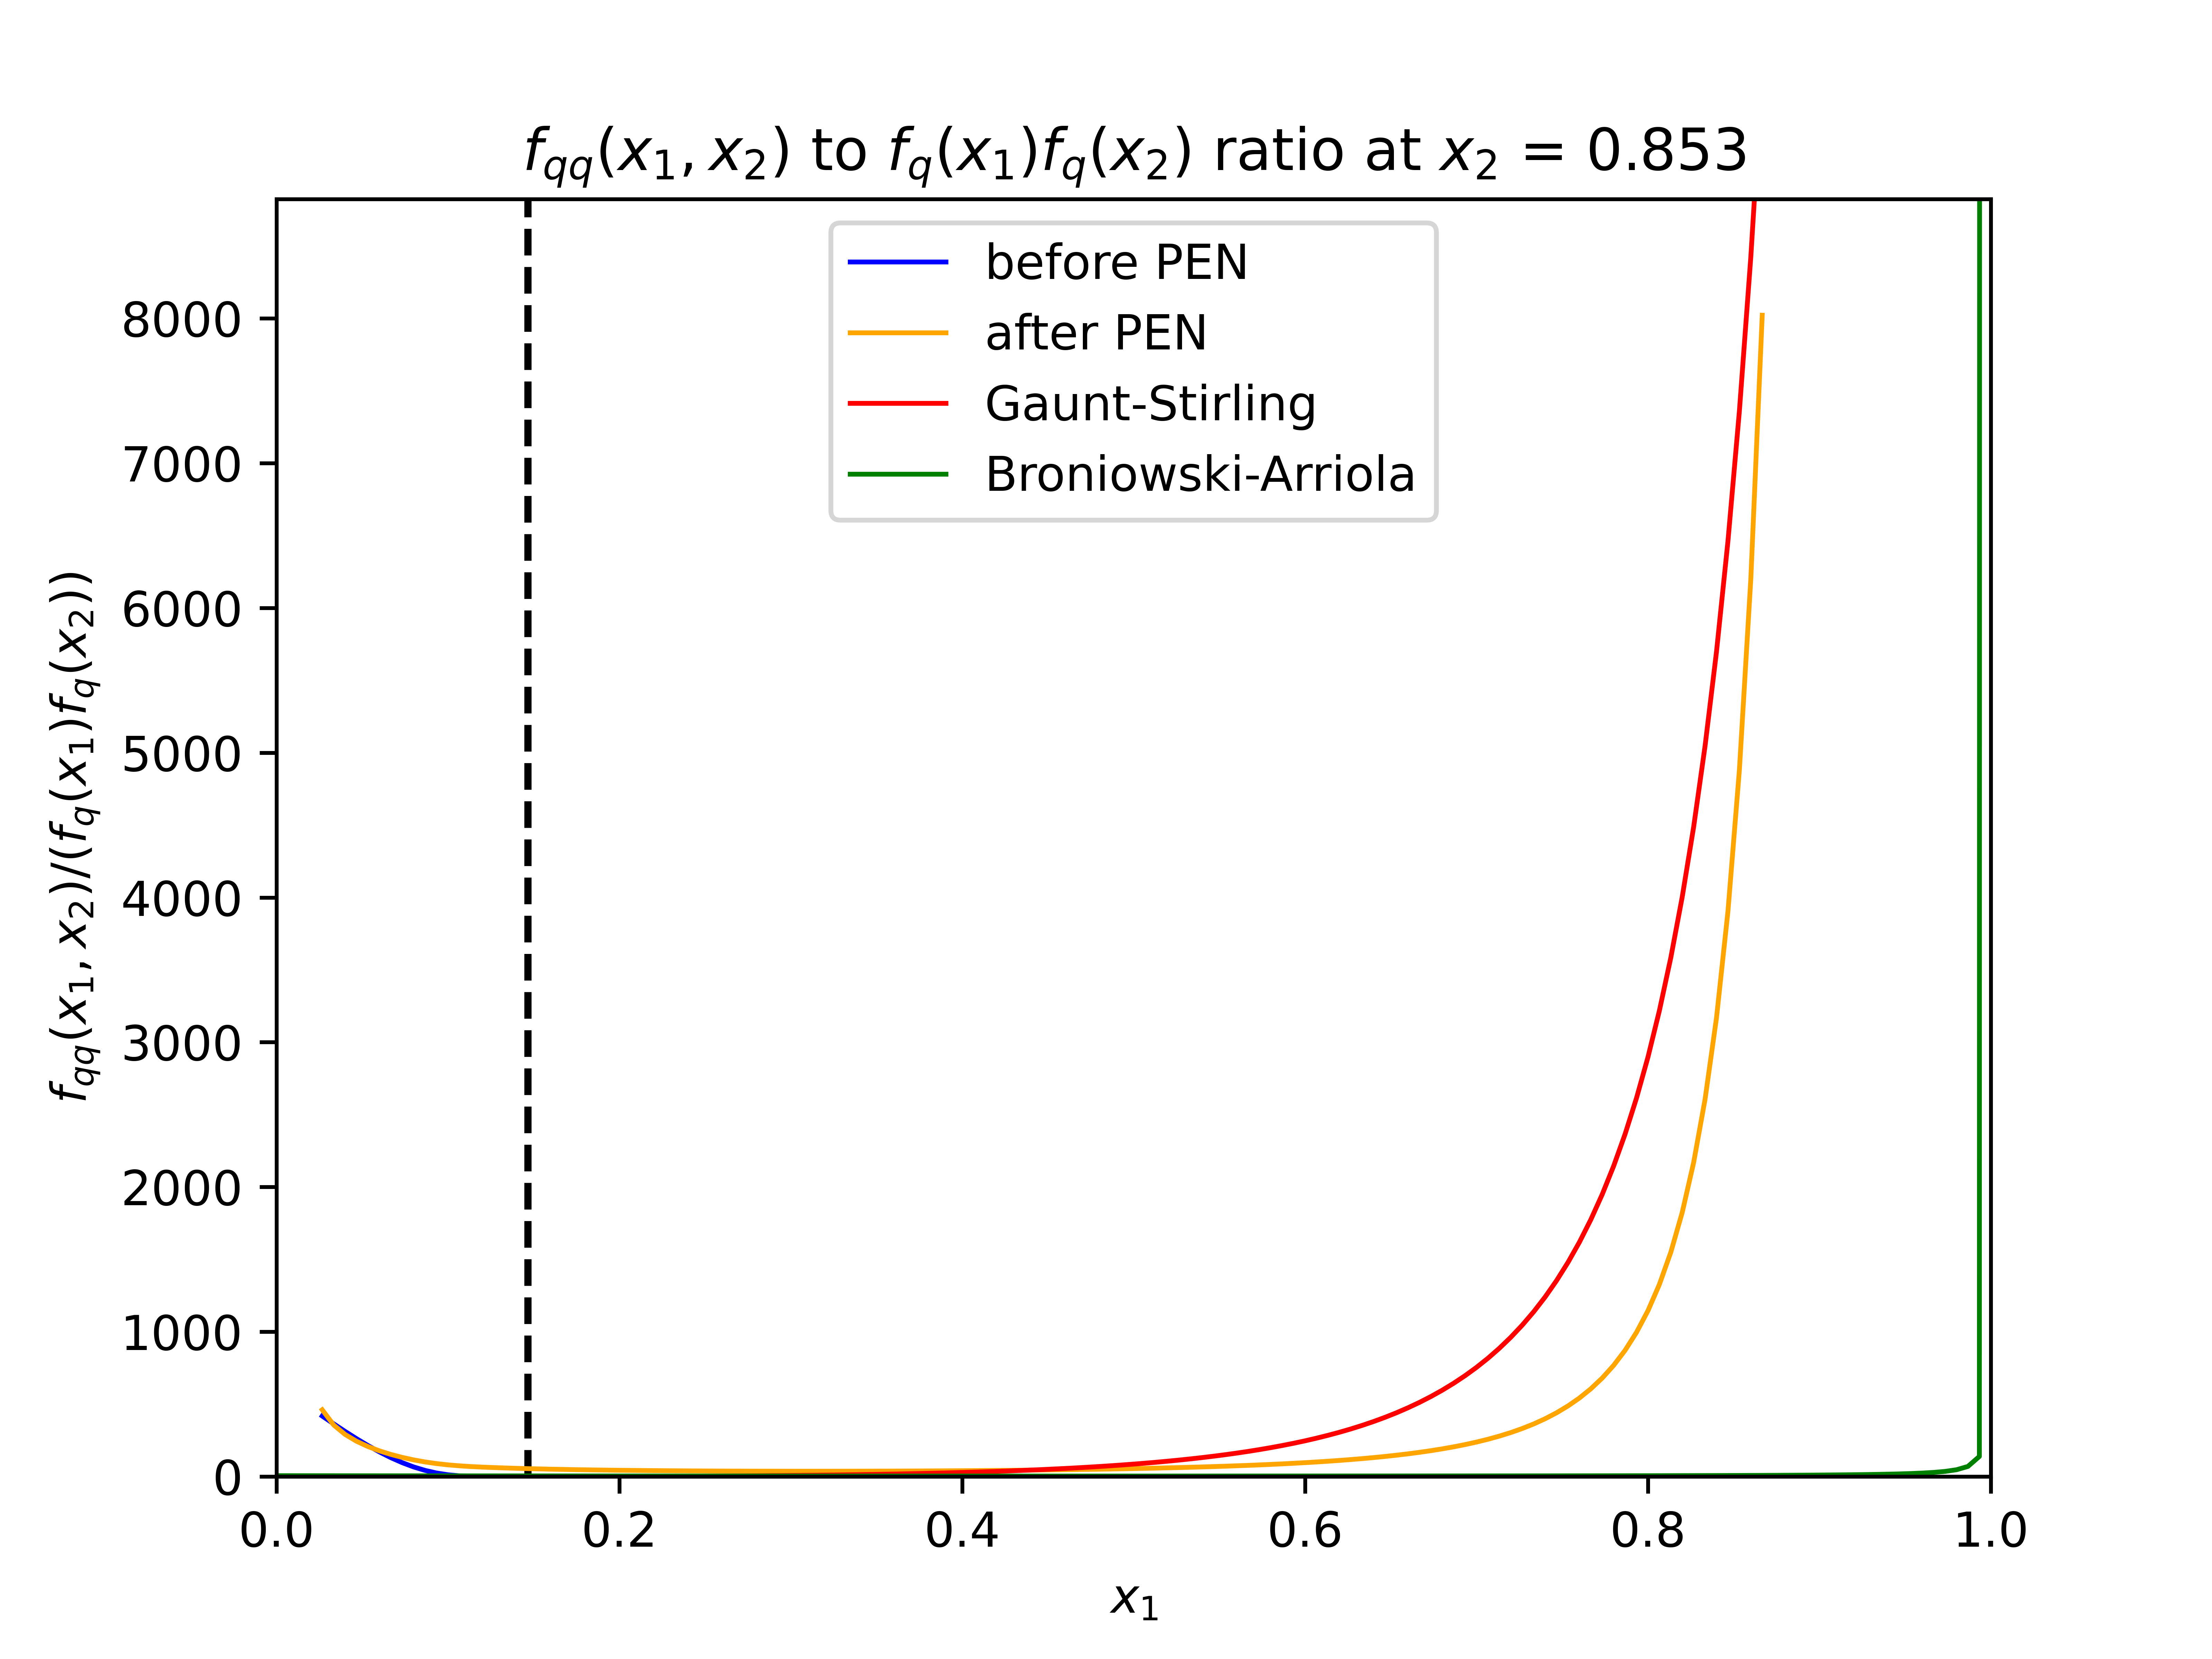 f_qq(x_1, x_2) to f_q(x_1)f_q(x_2) ratio at x_2 = 0.853
before PEN
after PEN
Gaunt-Stirling
Broniowski-Arriola
f_qq(x_1, x_2)/(f_q(x_1)f_q(x_2))
8000
7000
6000
5000
4000
3000
2000
1000
0
0.0 0.2 0.4 0.6 0.8 1.0
x_1